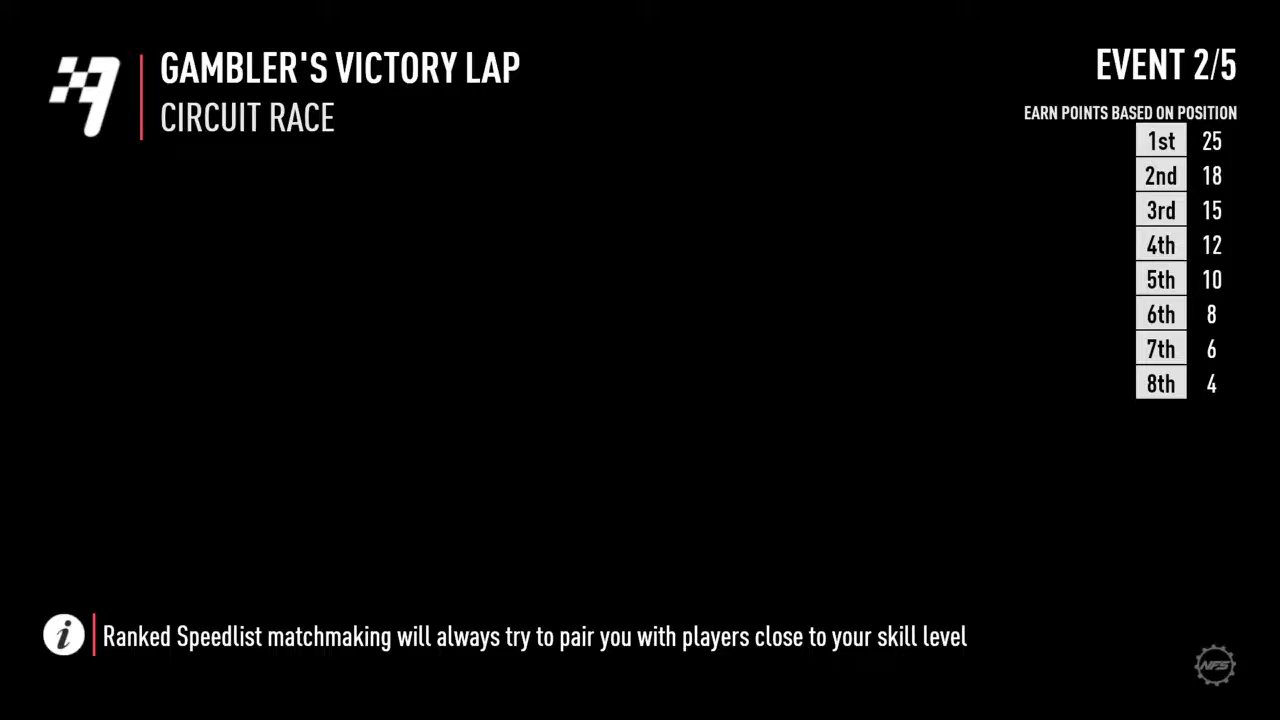 GAMBLER'S VICTORY LAP
CIRCUIT RACE
EVENT 2/5
EARN POINTS BASED ON POSITION
1st 25
2nd 18
3rd 15
4th 12
5th 10
6th 8
7th 6
8th 4
i Ranked Speedlist matchmaking will always try to pair you with players close to your skill level
NFS